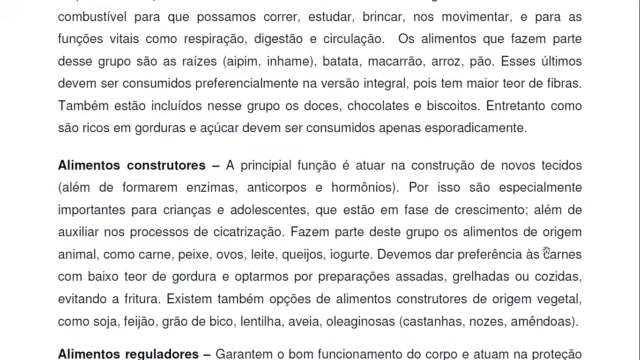 combustível para que possamos correr, estudar, brincar, nos movimentar, e para as
funções vitais como respiração, digestão e circulação. Os alimentos que fazem parte
desse grupo são as raízes (aipim, inhame), batata, macarrão, arroz, pão. Esses últimos
devem ser consumidos preferencialmente na versão integral, pois tem maior teor de fibras.
Também estão incluídos nesse grupo os doces, chocolates e biscoitos. Entretanto como
são ricos em gorduras e açúcar devem ser consumidos apenas esporadicamente.
Alimentos construtores – A principial função é atuar na construção de novos tecidos
(além de formarem enzimas, anticorpos e hormônios). Por isso são especialmente
importantes para crianças e adolescentes, que estão em fase de crescimento; além de
auxiliar nos processos de cicatrização. Fazem parte deste grupo os alimentos de origem
animal, como carne, peixe, ovos, leite, queijos, iogurte. Devemos dar preferência às carnes
com baixo teor de gordura e optarmos por preparações assadas, grelhadas ou cozidas,
evitando a fritura. Existem também opções de alimentos construtores de origem vegetal,
como soja, feijão, grão de bico, lentilha, aveia, oleaginosas (castanhas, nozes, amêndoas).
Alimentos reguladores – Garantem o bom funcionamento do corpo e atuam na proteção